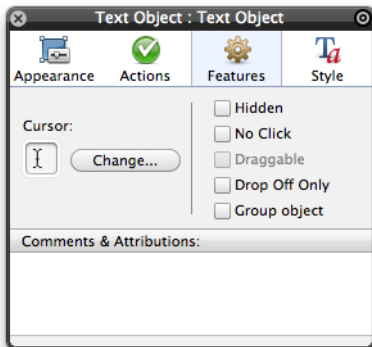 Text Object : Text Object
Appearance Actions Features Style
Cursor:
Change...
Hidden
No Click
Draggable
Drop Off Only
Group object
Comments & Attributions: